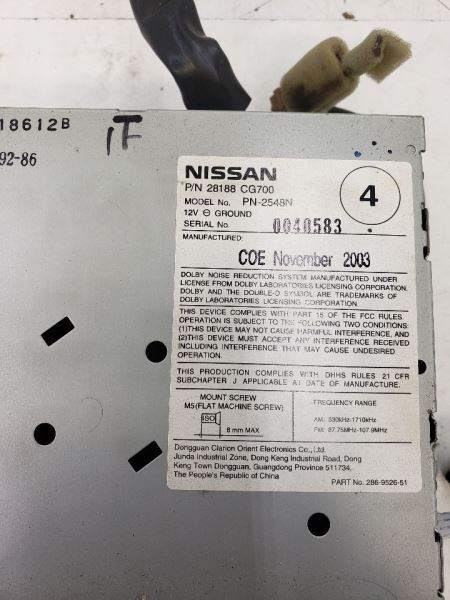 18612B
1F
92-86
NISSAN
P/N 28188 CG700
4
MODEL No. PN-2548N
12V ⊖ GROUND
SERIAL No. 0040583
MANUFACTURED:
COE November 2003
DOLBY NOISE REDUCTION SYSTEM MANUFACTURED UNDER
LICENSE FROM DOLBY LABORATORIES LICENSING CORPORATION.
DOLBY AND THE DOUBLE-D SYMBOL ARE TRADEMARKS OF
DOLBY LABORATORIES LICENSING CORPORATION.
THIS DEVICE COMPLIES WITH PART 15 OF THE FCC RULES
OPERATION IS SUBJECT TO THE FOLLOWING TWO CONDITIONS:
(1)THIS DEVICE MAY NOT CAUSE HARMFUL INTERFERENCE, AND
(2)THIS DEVICE MUST ACCEPT ANY INTERFERENCE RECEIVED
INCLUDING INTERFERENCE THAT MAY CAUSE UNDESIRED
OPERATION.
THIS PRODUCTION COMPLIES WITH DHHS RULES 21 CFR
SUBCHAPTER J APPLICABLE AT DATE OF MANUFACTURE.
MOUNT SCREW
M5(FLAT MACHINE SCREW)
ISO
8 mm MAX
FREQUENCY RANGE
AM: 530kHz-1710kHz
FM: 87.75MHz-107.9MHz
Dongguan Clarion Orient Electronics Co., Ltd.
Junda Industrial Zone, Dong Keng Industrial Road, Dong
Keng Town Dongguan, Guangdong Province 511734,
The People's Republic of China
PART No. 286-9526-51